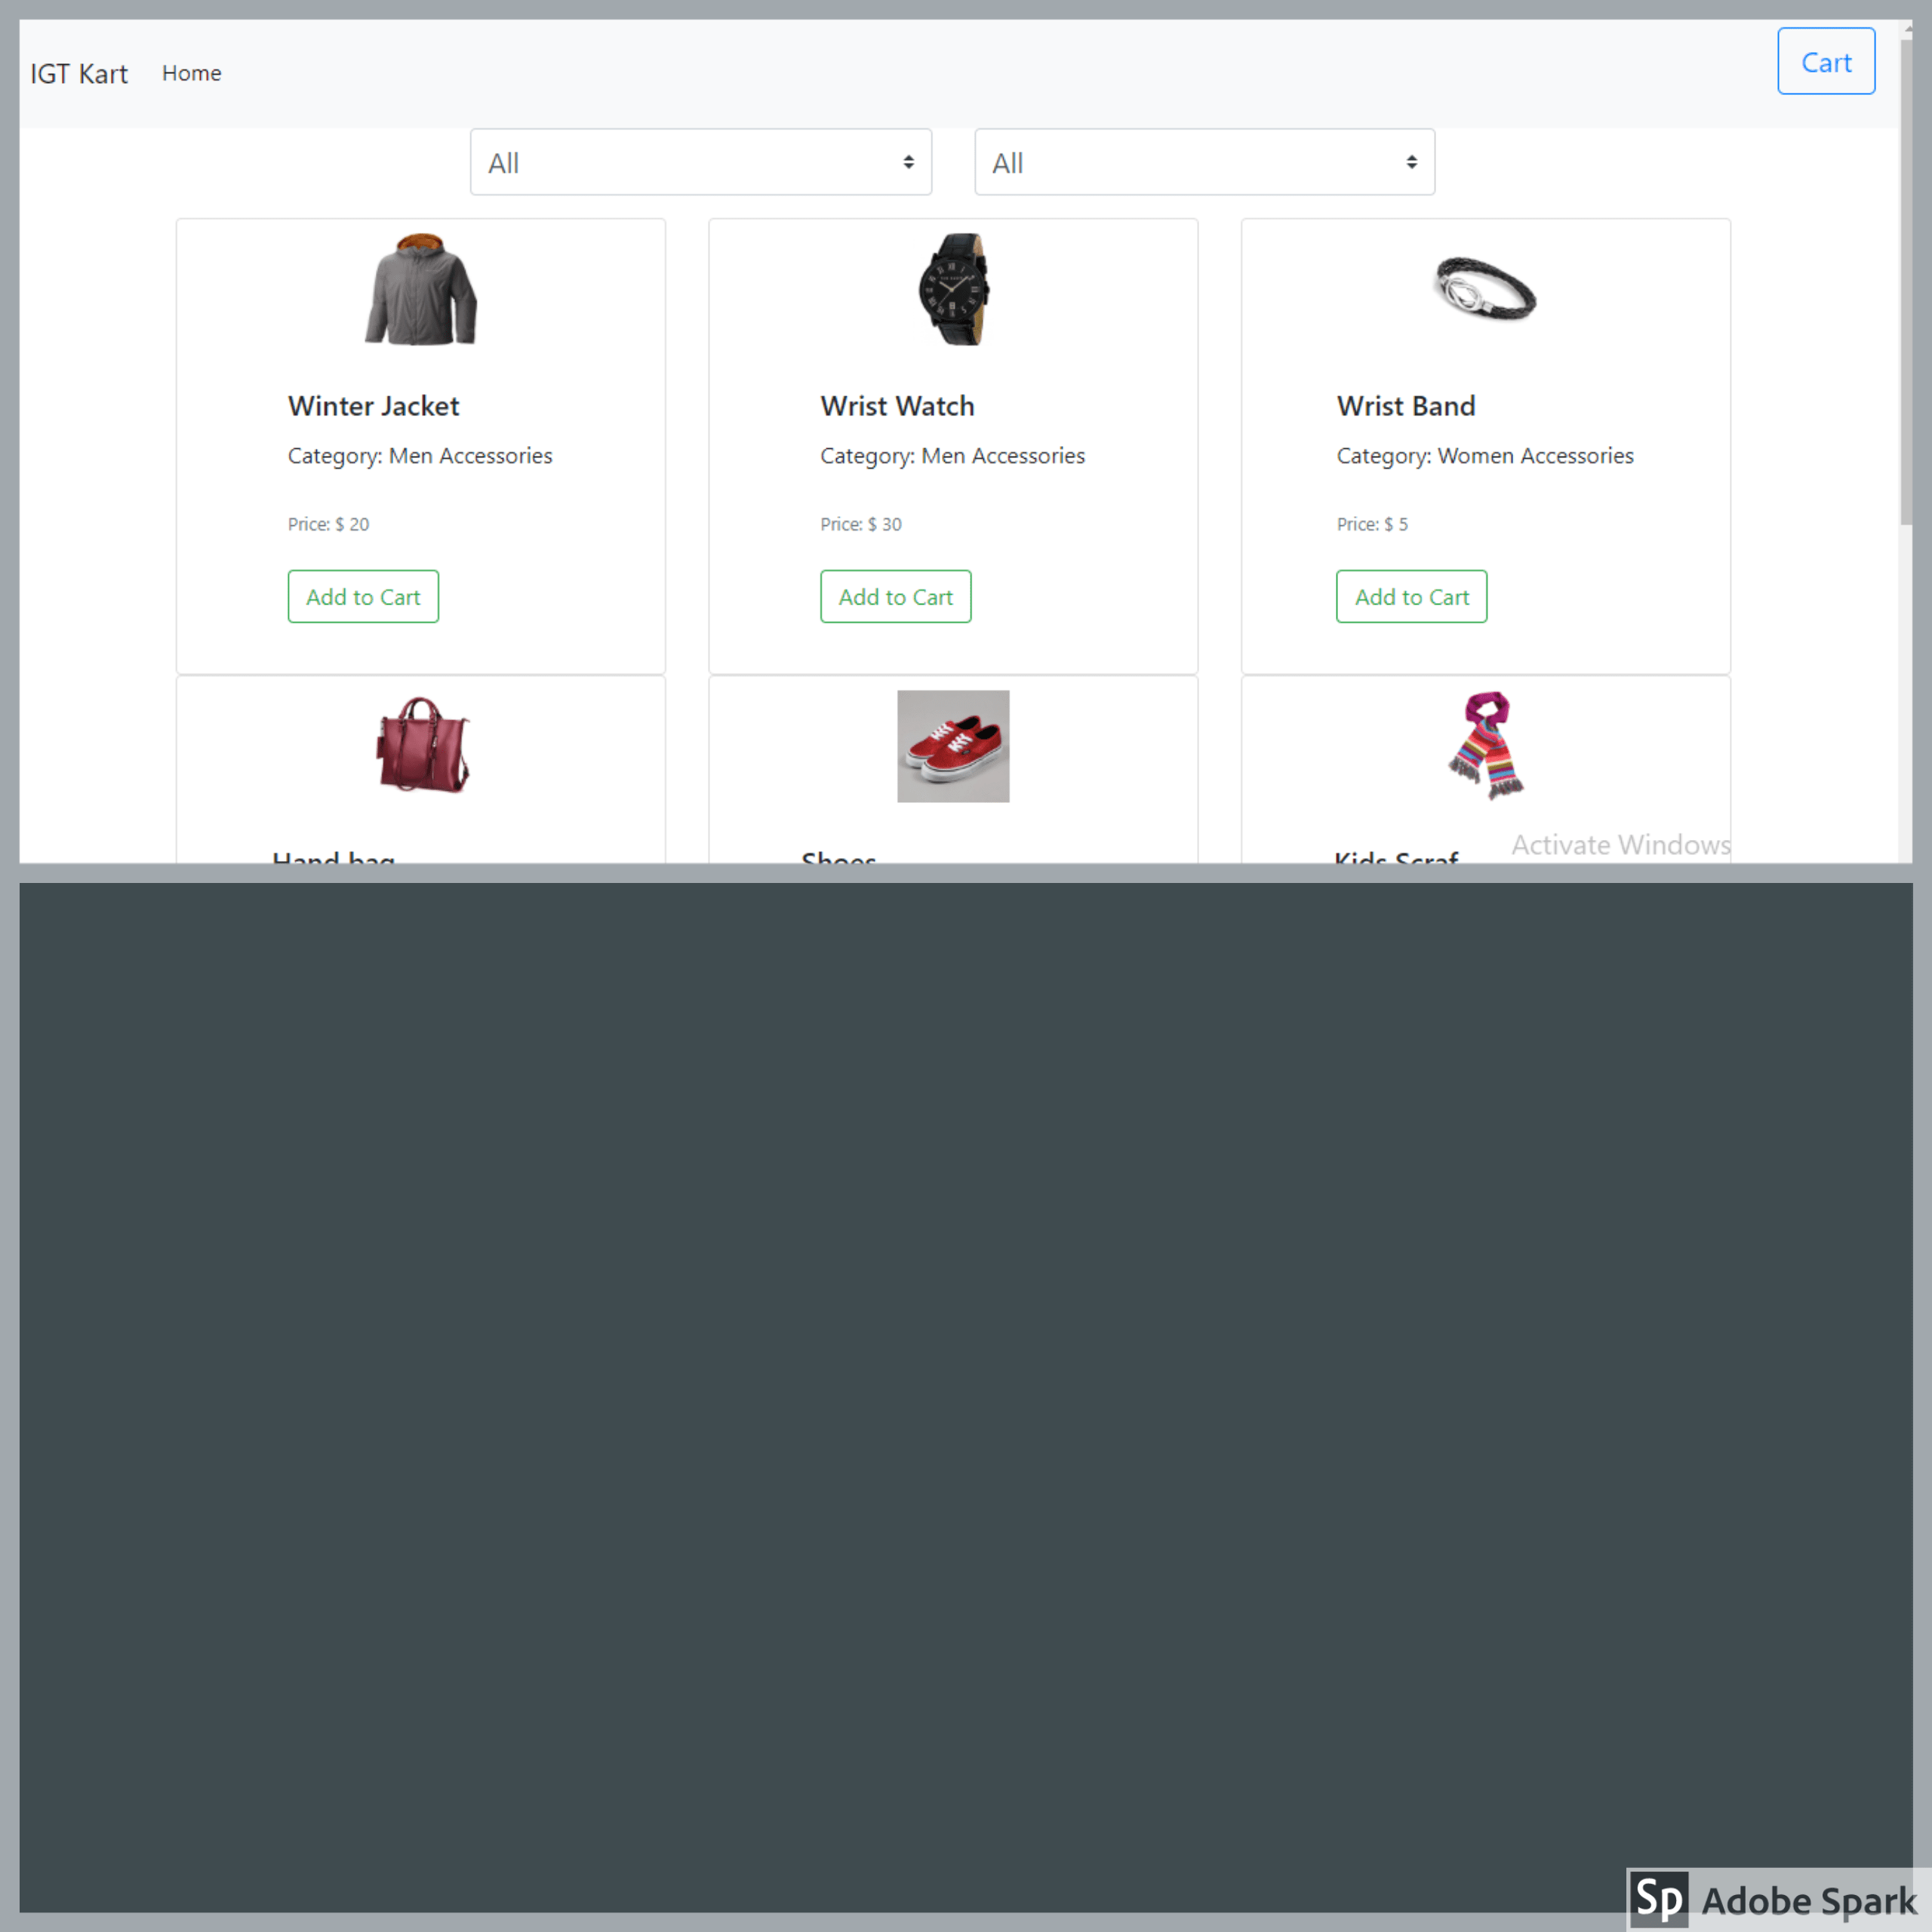 IGT Kart Home Cart
All All
Winter Jacket
Category: Men Accessories
Price: $ 20
Add to Cart
Wrist Watch
Category: Men Accessories
Price: $ 30
Add to Cart
Wrist Band
Category: Women Accessories
Price: $ 5
Add to Cart
Hand bag
Shoes
Kids Scraf
Activate Windows
Sp Adobe Spark